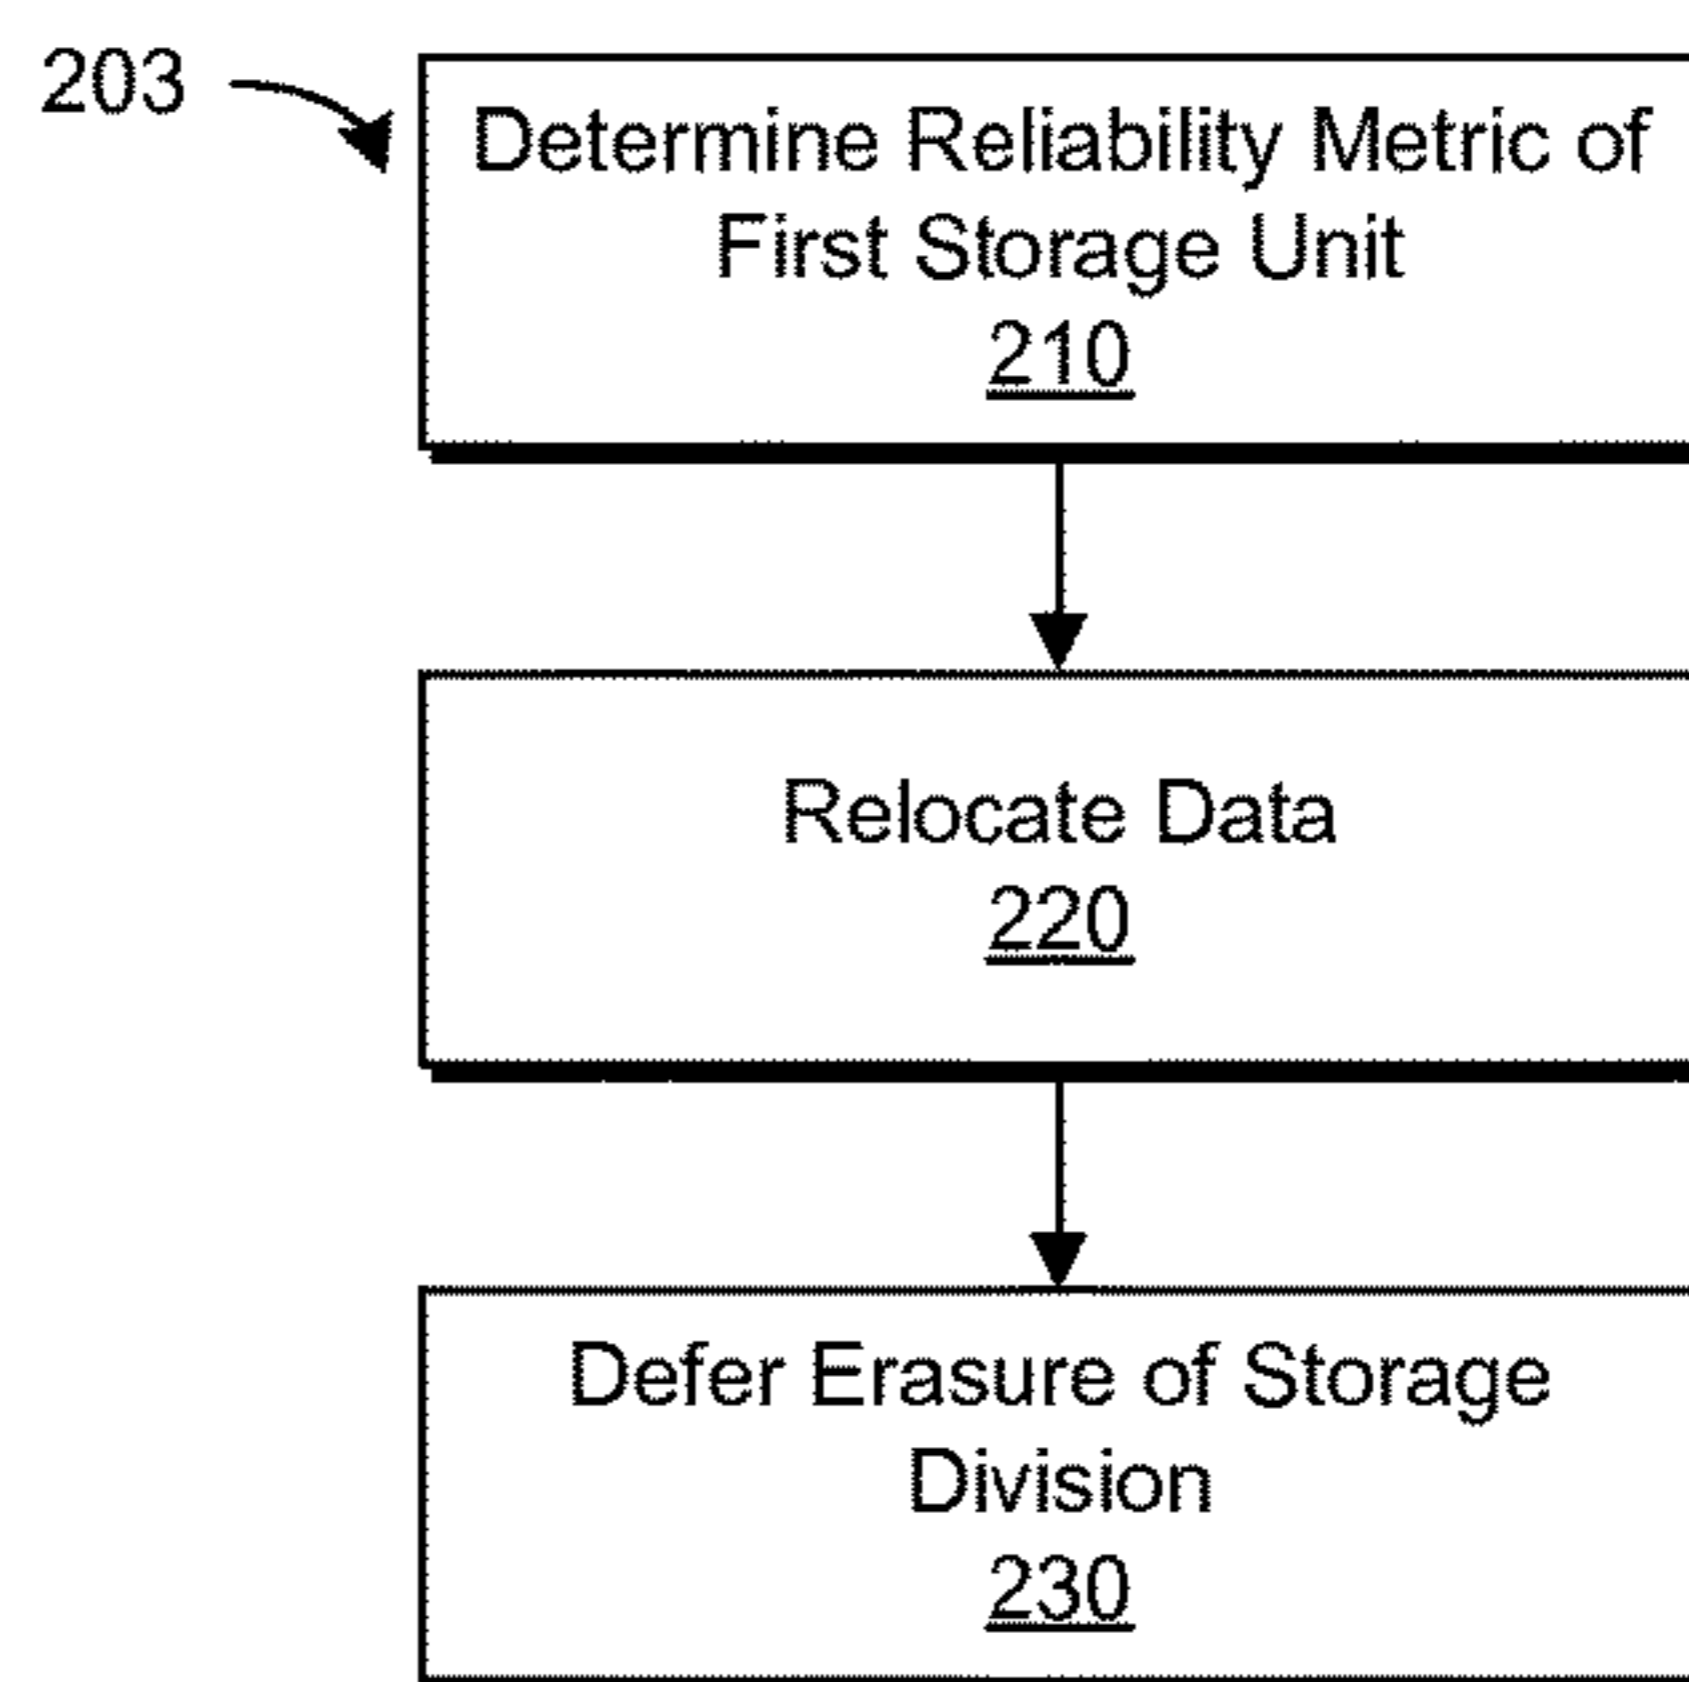 203
Determine Reliability Metric of
First Storage Unit
210
Relocate Data
220
Defer Erasure of Storage
Division
230